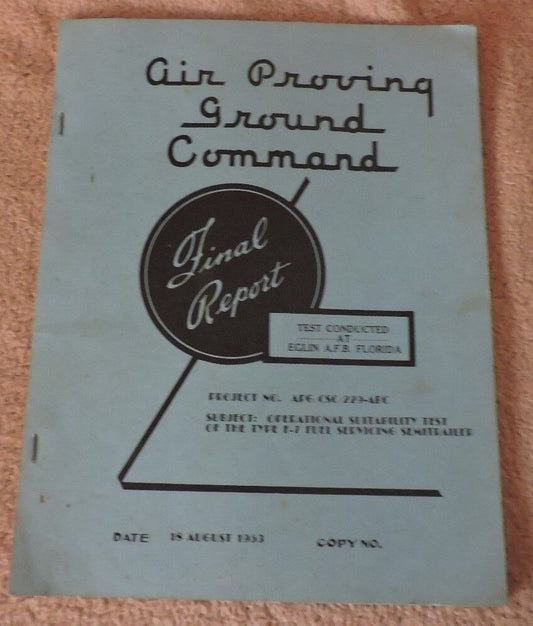 Air Proving
Ground
Command
Final
Report
TEST CONDUCTED
AT
EGLIN A.F.B. FLORIDA
PROJECT NO. APG/CSC/229-AEC
SUBJECT: OPERATIONAL SUITABILITY TEST
OF THE TYPE F-7 FUEL SERVICING SEMITRAILER
DATE 18 AUGUST 1953 COPY NO.